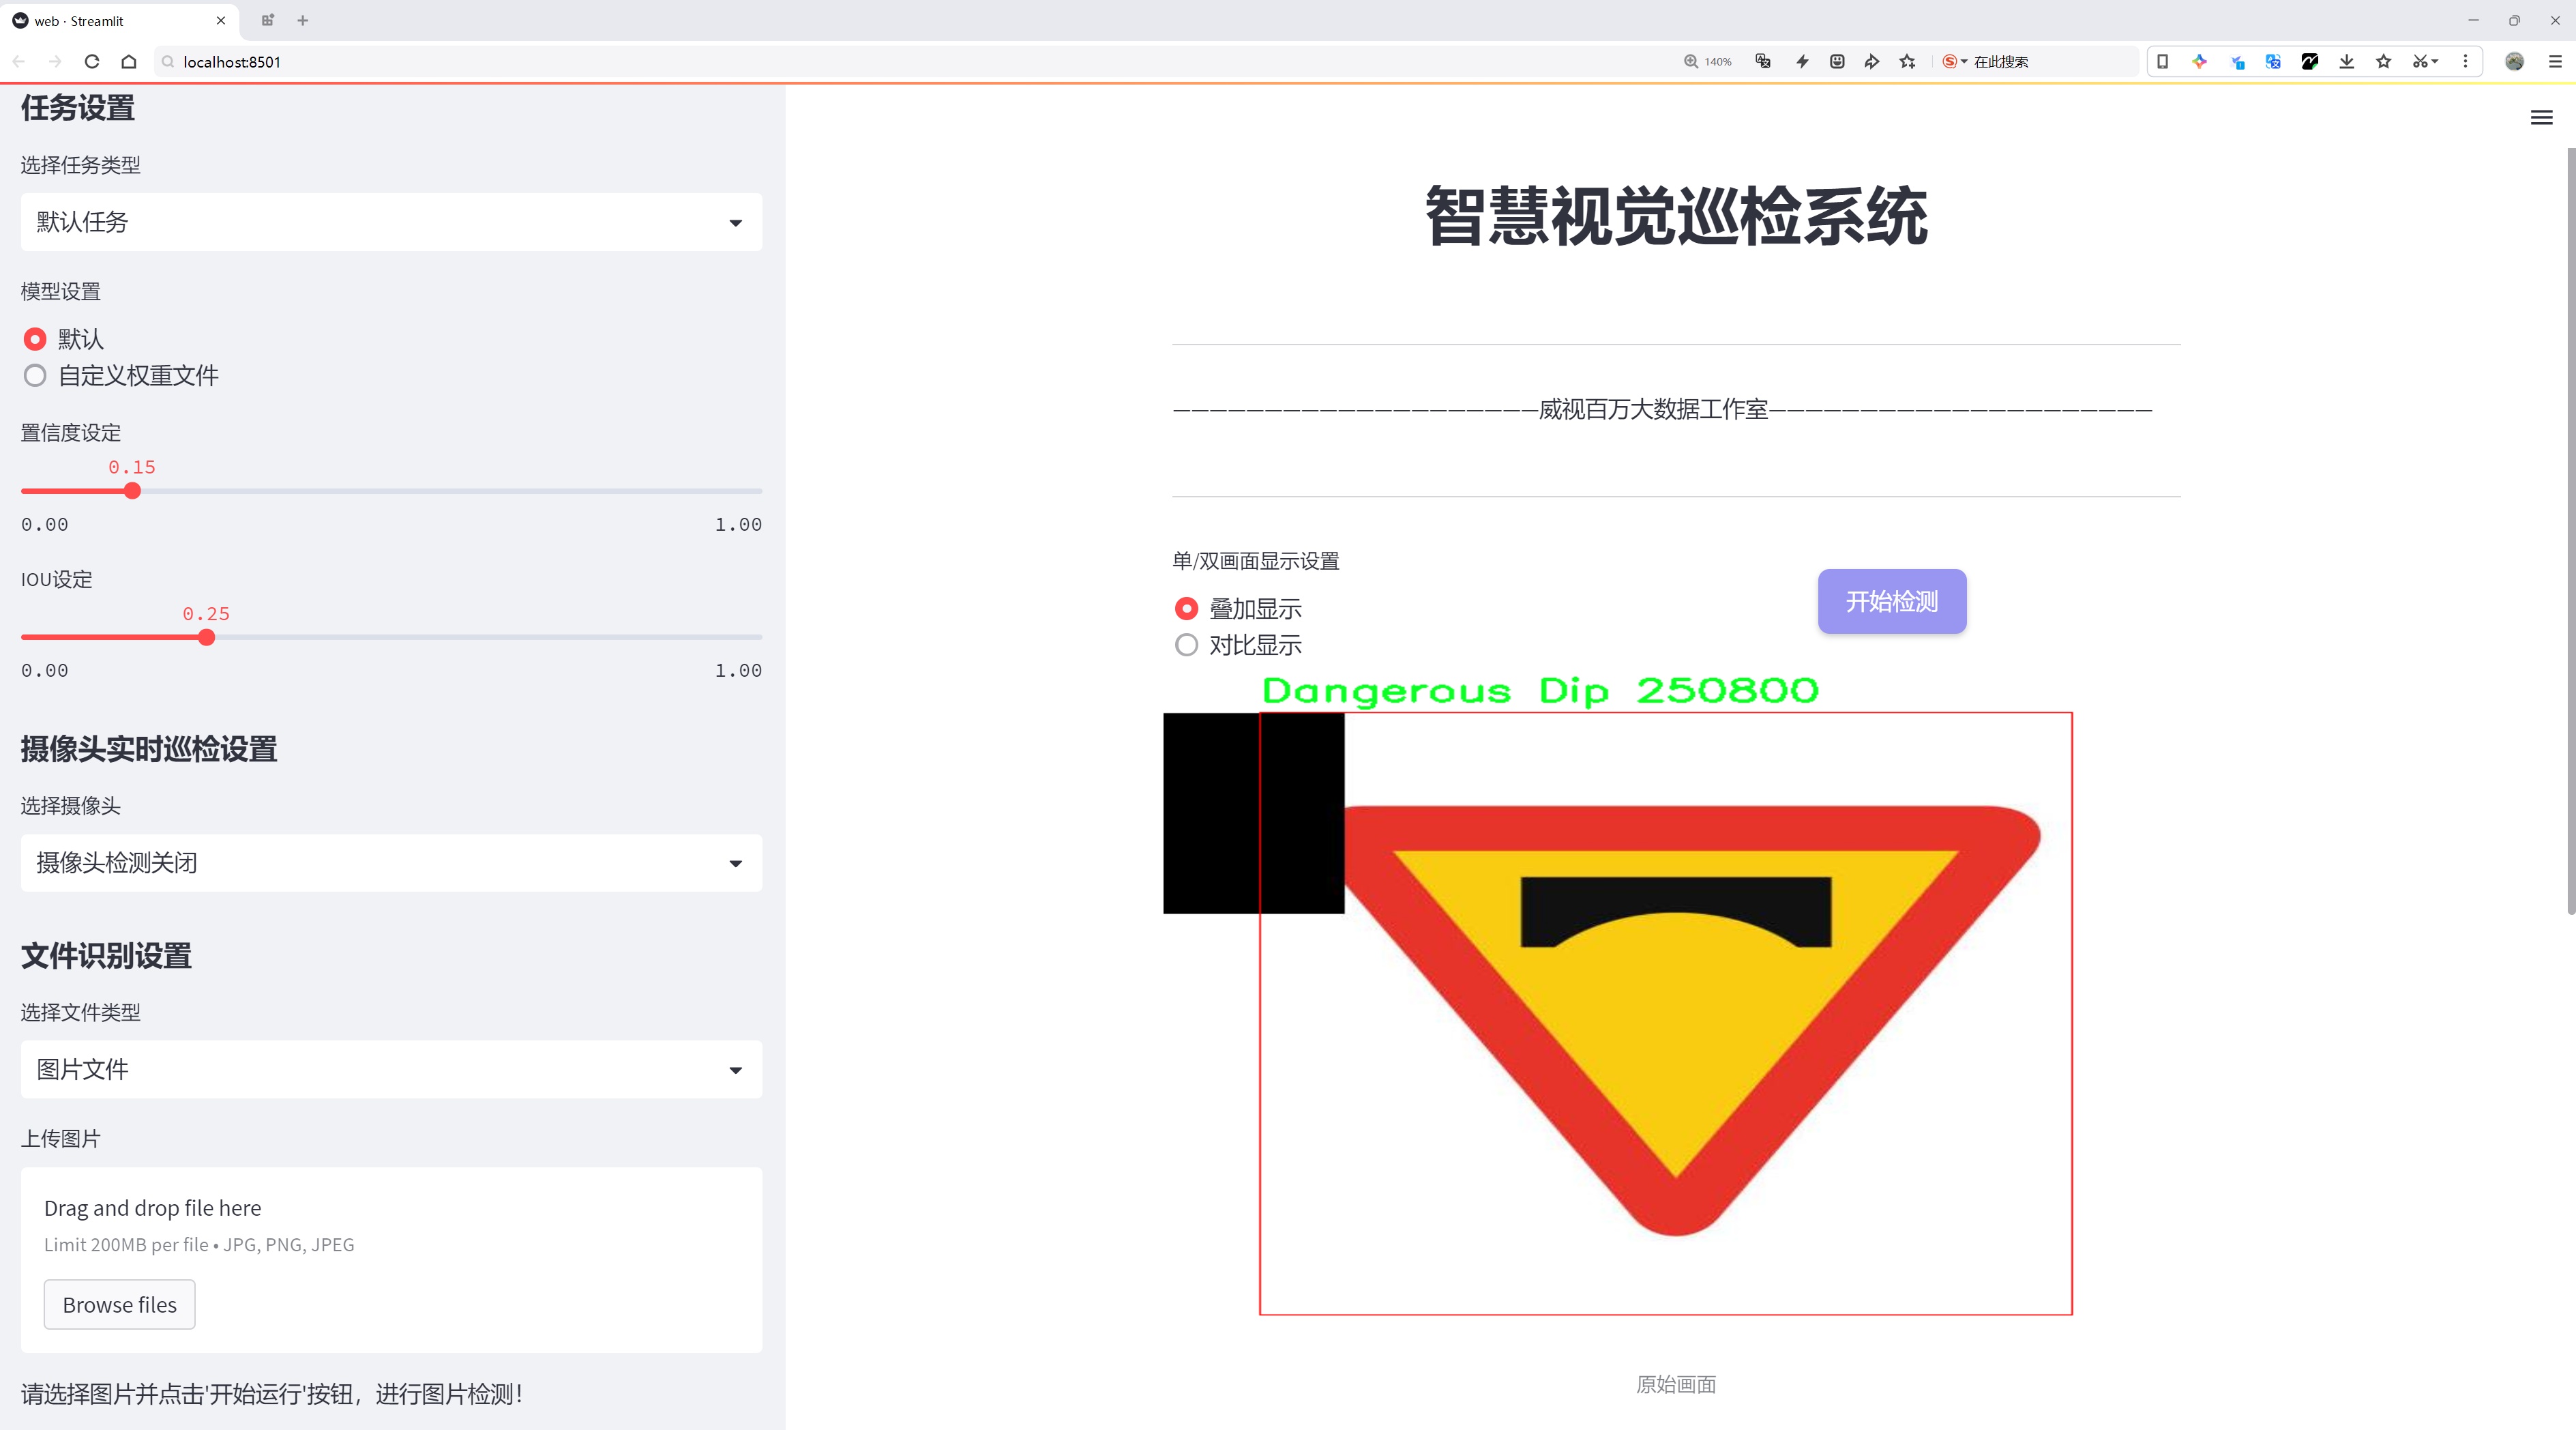 web · Streamlit
localhost:8501
140%
在此搜索
任务设置
选择任务类型
默认任务
模型设置
默认
自定义权重文件
置信度设定
0.15
0.00 1.00
IOU设定
0.25
0.00 1.00
摄像头实时巡检设置
选择摄像头
摄像头检测关闭
文件识别设置
选择文件类型
图片文件
上传图片
Drag and drop file here
Limit 200MB per file • JPG, PNG, JPEG
Browse files
请选择图片并点击'开始运行'按钮，进行图片检测！
智慧视觉巡检系统
————————————————————威视百万大数据工作室—————————————————————
单/双画面显示设置
叠加显示
对比显示
开始检测
Dangerous Dip 250800
原始画面